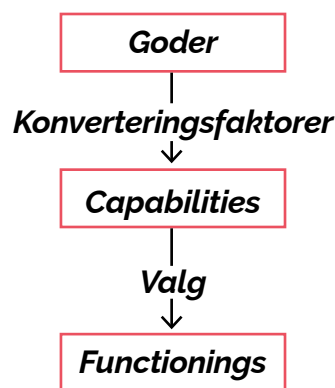 Goder
Konverteringsfaktorer
Capabilities
Valg
Functionings